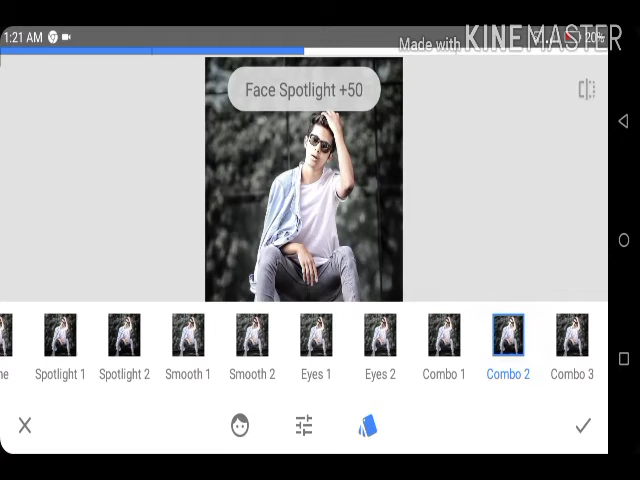 1:21 AM
20%
Made with KINEMASTER
Face Spotlight +50
Spotlight 1
Spotlight 2
Smooth 1
Smooth 2
Eyes 1
Eyes 2
Combo 1
Combo 2
Combo 3